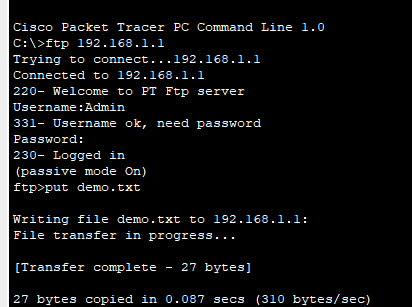 Cisco Packet Tracer PC Command Line 1.0
C:\>ftp 192.168.1.1
Trying to connect...192.168.1.1
Connected to 192.168.1.1
220- Welcome to PT Ftp server
Username:Admin
331- Username ok, need password
Password:
230- Logged in
(passive mode On)
ftp>put demo.txt
Writing file demo.txt to 192.168.1.1:
File transfer in progress...
[Transfer complete - 27 bytes]
27 bytes copied in 0.087 secs (310 bytes/sec)